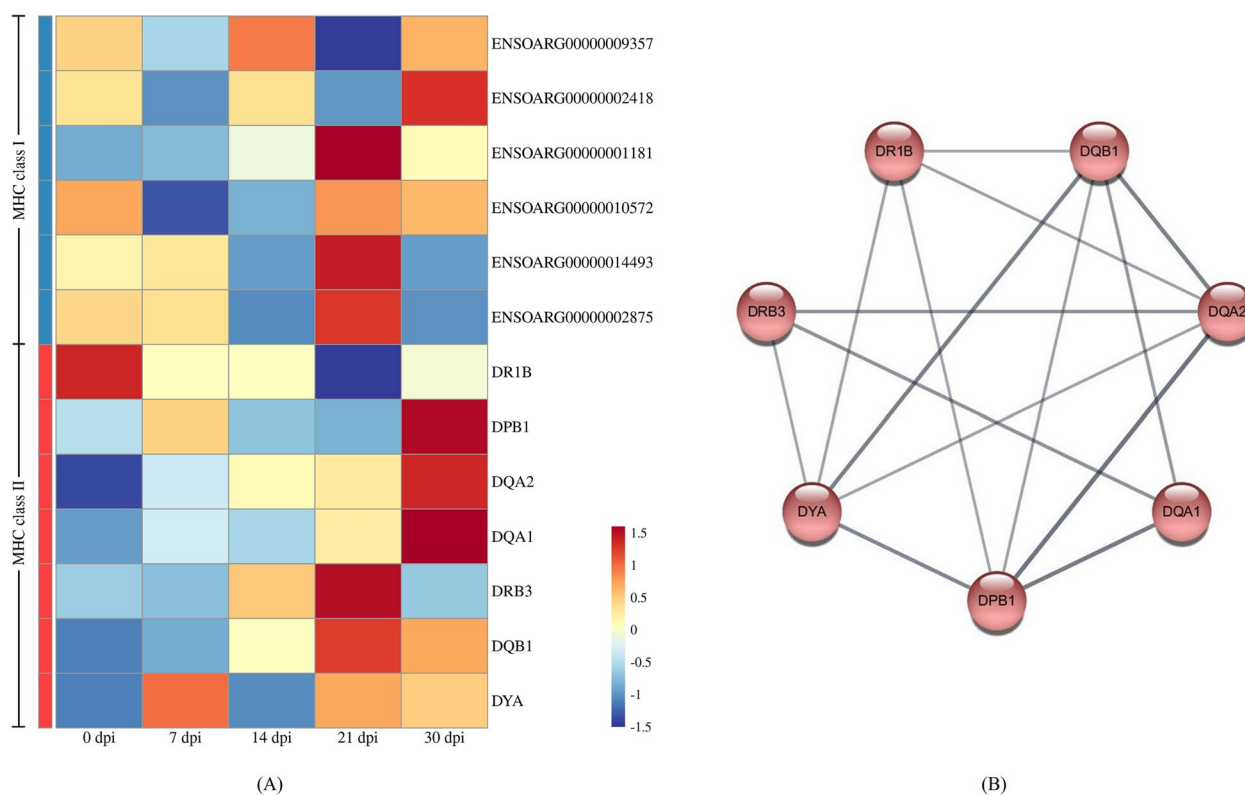 MHC class I
MHC class II
ENSOARG00000009357
ENSOARG00000002418
ENSOARG00000001181
ENSOARG00000010572
ENSOARG00000014493
ENSOARG00000002875
DR1B
DPB1
DQA2
DQA1
DRB3
DQB1
DYA
0 dpi 7 dpi 14 dpi 21 dpi 30 dpi
1.5
1
0.5
0
-0.5
-1
-1.5
(A)
DR1B DQB1
DRB3 DQA2
DYA DQA1
DPB1
(B)